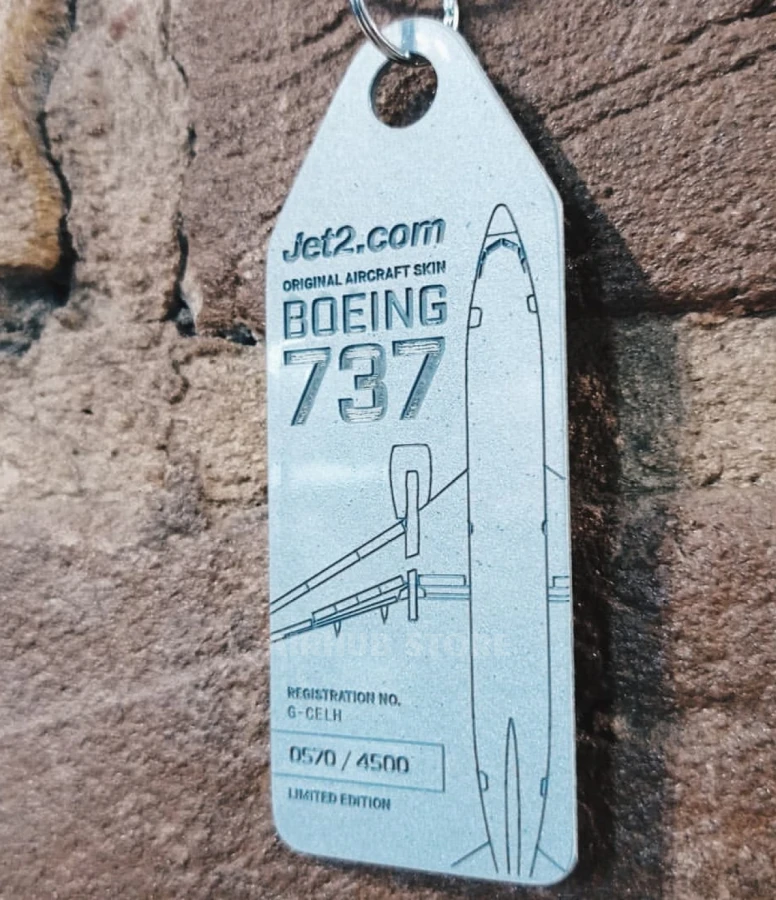 Jet2.com
ORIGINAL AIRCRAFT SKIN
BOEING
737
REGISTRATION NO.
G-CELH
0570 / 4500
LIMITED EDITION